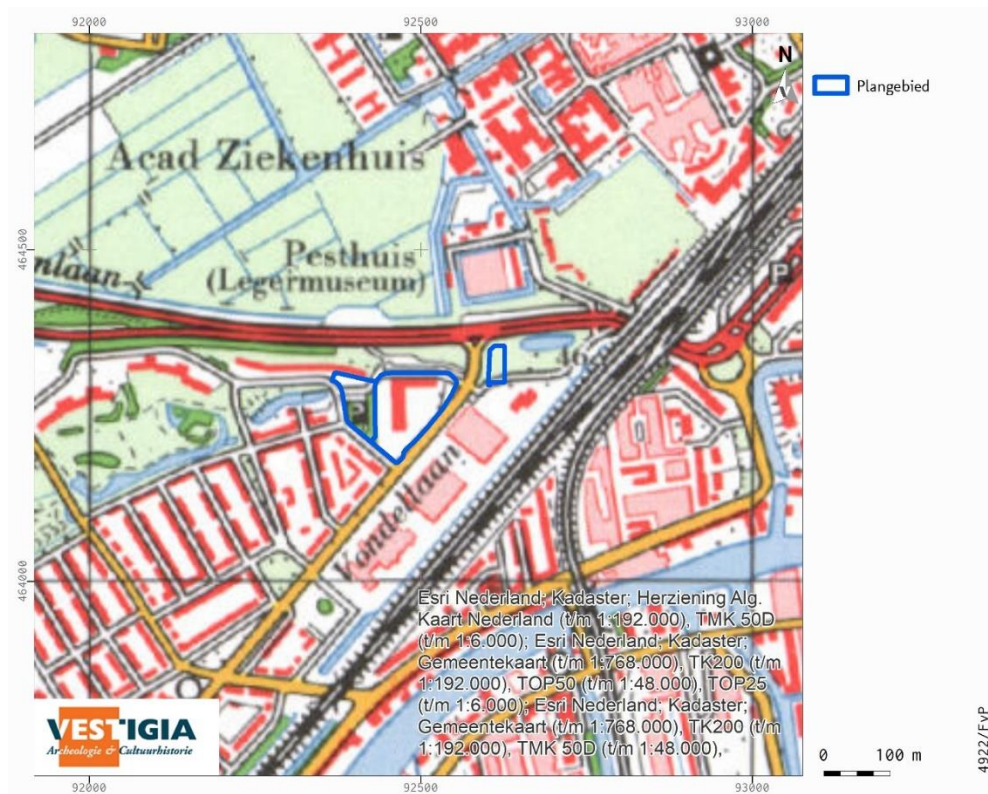 92000
92500
93000
N
Plangebied
Acad Ziekenhuis
464500
Pesthuis
(Legermuseum)
nlaan
P
46
P
Vondellaan
464000
Esri Nederland; Kadaster; Herziening Alg.
Kaart Nederland (t/m 1:192.000), TMK 50D
(t/m 1:6.000); Esri Nederland; Kadaster;
Gemeentekaart (t/m 1:768.000), TK200 (t/m
1:192.000), TOP50 (t/m 1:48.000), TOP25
(t/m 1:6.000); Esri Nederland; Kadaster;
Gemeentekaart (t/m 1:768.000), TK200 (t/m
1:192.000), TMK 50D (t/m 1:48.000),
VESTIGIA
Archeologie & Cultuurhistorie
0 100 m
4922/EvP
92000
92500
93000